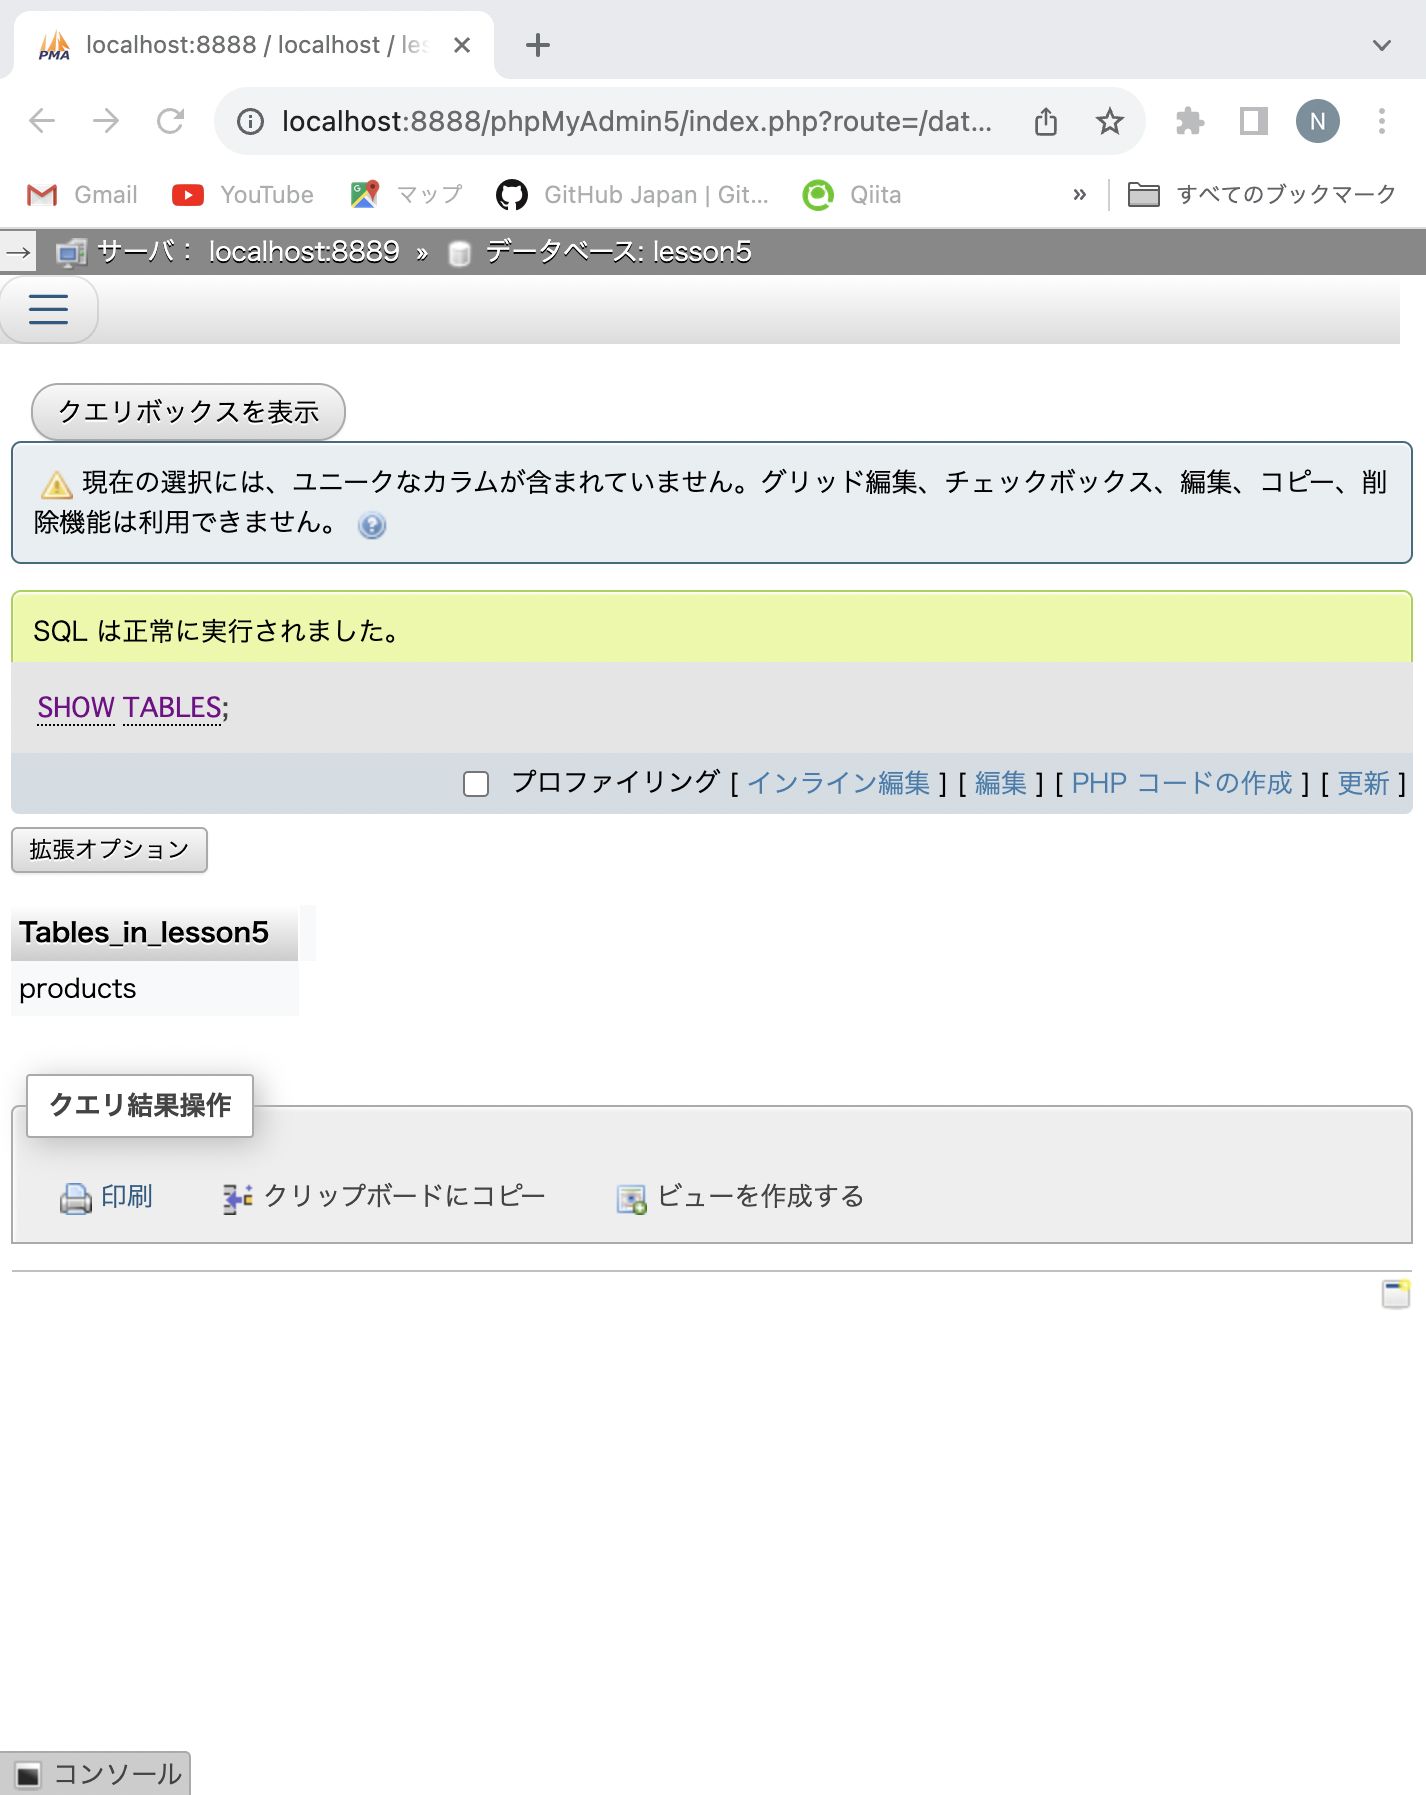 PMA localhost:8888 / localhost / les
localhost:8888/phpMyAdmin5/index.php?route=/dat...
N
Gmail YouTube マップ GitHub Japan | Git... Qiita » すべてのブックマーク
→ サーバ： localhost:8889 » データベース: lesson5
クエリボックスを表示
現在の選択には、ユニークなカラムが含まれていません。グリッド編集、チェックボックス、編集、コピー、削
除機能は利用できません。
SQL は正常に実行されました。
SHOW TABLES;
プロファイリング [ インライン編集 ] [ 編集 ] [ PHP コードの作成 ] [ 更新 ]
拡張オプション
Tables_in_lesson5
products
クエリ結果操作
印刷 クリップボードにコピー ビューを作成する
コンソール